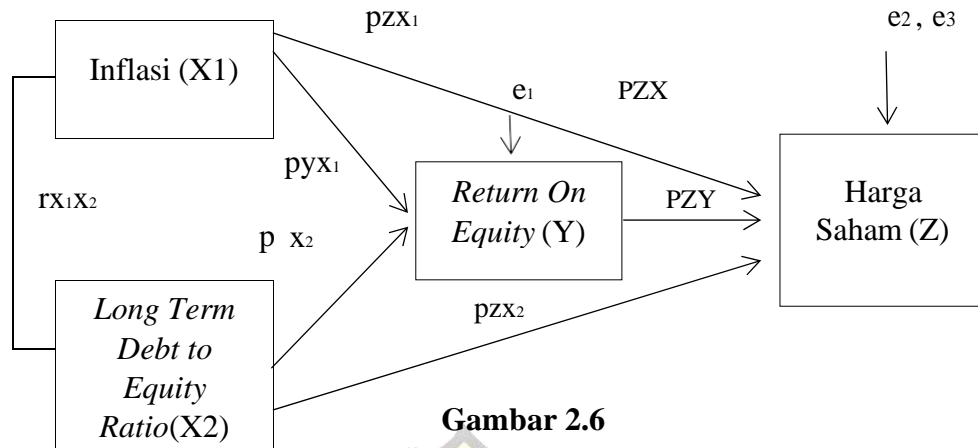 pzx₁
e₂ , e₃
Inflasi (X1)
e₁
PZX
pyx₁
rx₁x₂
Return On
Equity (Y)
PZY
Harga
Saham (Z)
p x₂
Long Term
Debt to
Equity
Ratio(X2)
pzx₂
Gambar 2.6